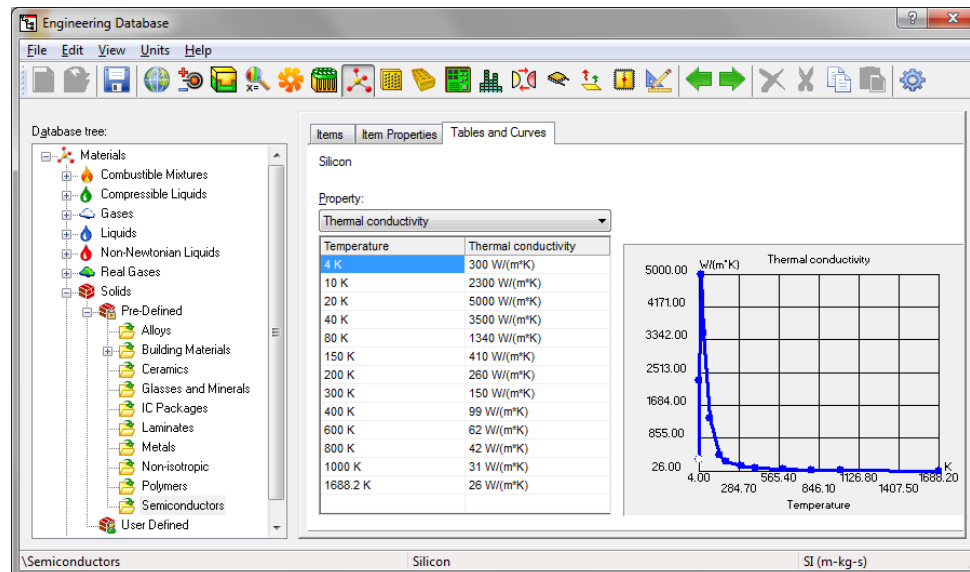 Engineering Database
File Edit View Units Help
Database tree:
Materials
Combustible Mixtures
Compressible Liquids
Gases
Liquids
Non-Newtonian Liquids
Real Gases
Solids
Pre-Defined
Alloys
Building Materials
Ceramics
Glasses and Minerals
IC Packages
Laminates
Metals
Non-isotropic
Polymers
Semiconductors
User Defined
Items Item Properties Tables and Curves
Silicon
Property:
Thermal conductivity
Temperature Thermal conductivity
4 K 300 W/(m*K)
10 K 2300 W/(m*K)
20 K 5000 W/(m*K)
40 K 3500 W/(m*K)
80 K 1340 W/(m*K)
150 K 410 W/(m*K)
200 K 260 W/(m*K)
300 K 150 W/(m*K)
400 K 99 W/(m*K)
600 K 62 W/(m*K)
800 K 42 W/(m*K)
1000 K 31 W/(m*K)
1688.2 K 26 W/(m*K)
W/(m*K) Thermal conductivity
5000.00
4171.00
3342.00
2513.00
1684.00
855.00
26.00
K
4.00 565.40 1126.80 1688.20
284.70 846.10 1407.50
Temperature
\Semiconductors Silicon SI (m-kg-s)